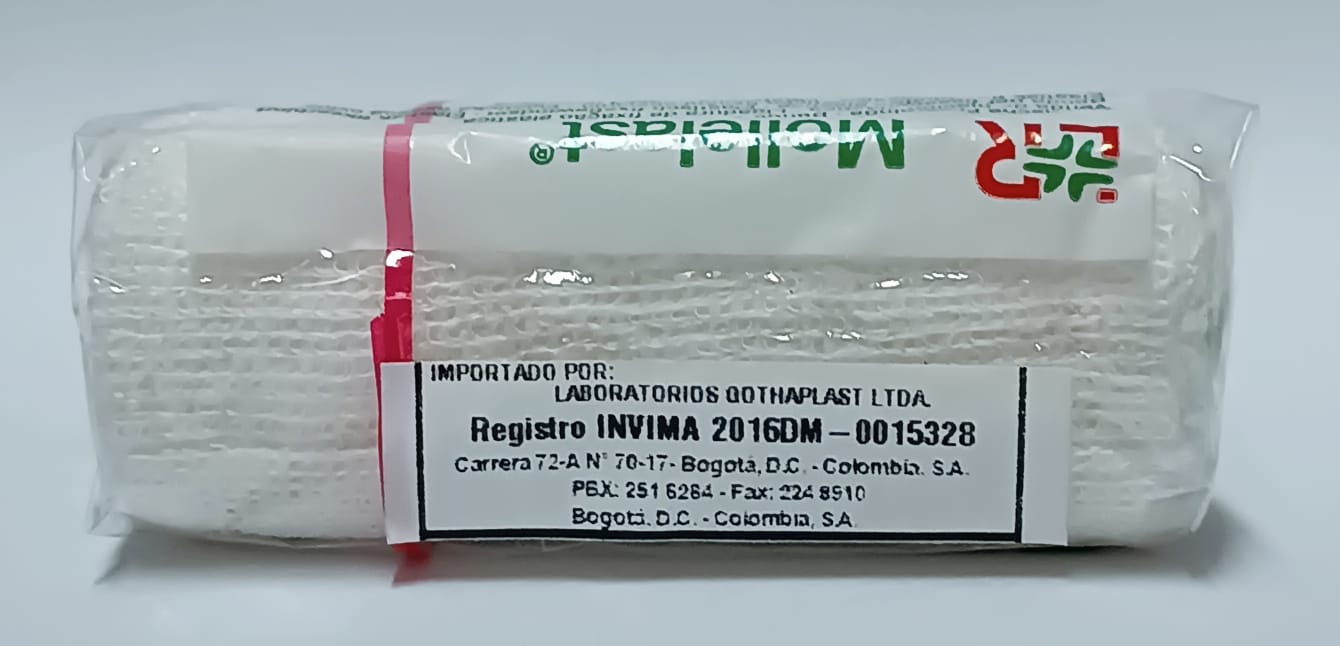 Mollelast®
IMPORTADO POR:
LABORATORIOS GOTHAPLAST LTDA.
Registro INVIMA 2016DM – 0015328
Carrera 72-A N° 70-17- Bogotá, D.C. - Colombia. S.A.
PBX: 251 6284 - Fax: 224 8910
Bogotá. D.C. - Colombia, S.A.